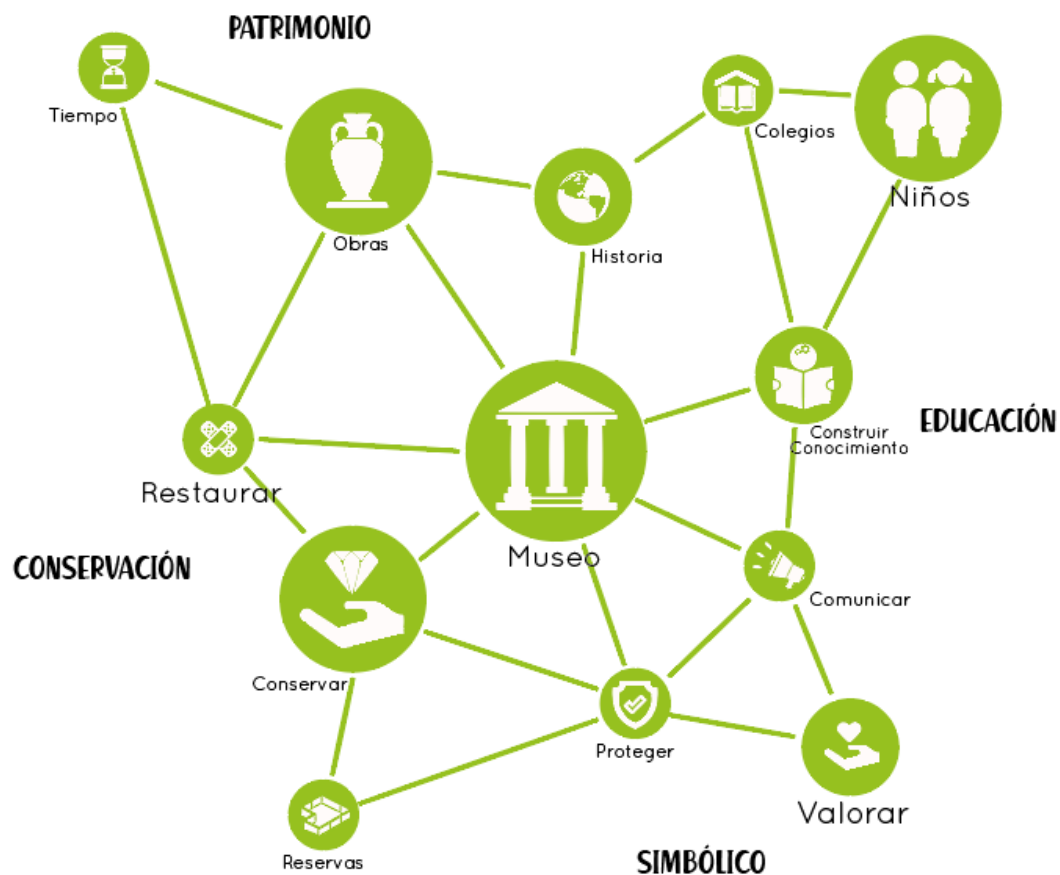 PATRIMONIO
Tiempo
Obras
Historia
Colegios
Niños
Construir
Conocimiento
EDUCACIÓN
Restaurar
Museo
CONSERVACIÓN
Comunicar
Conservar
Proteger
Valorar
Reservas
SIMBÓLICO